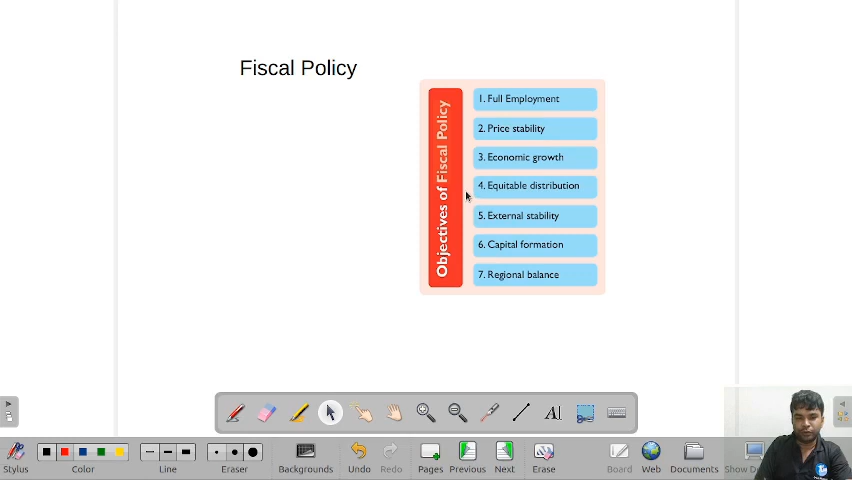 Fiscal Policy
Objectives of Fiscal Policy
1. Full Employment
2. Price stability
3. Economic growth
4. Equitable distribution
5. External stability
6. Capital formation
7. Regional balance
Stylus
Color
Line
Eraser
Backgrounds
Undo
Redo
Pages
Previous
Next
Erase
Board
Web
Documents
Show De